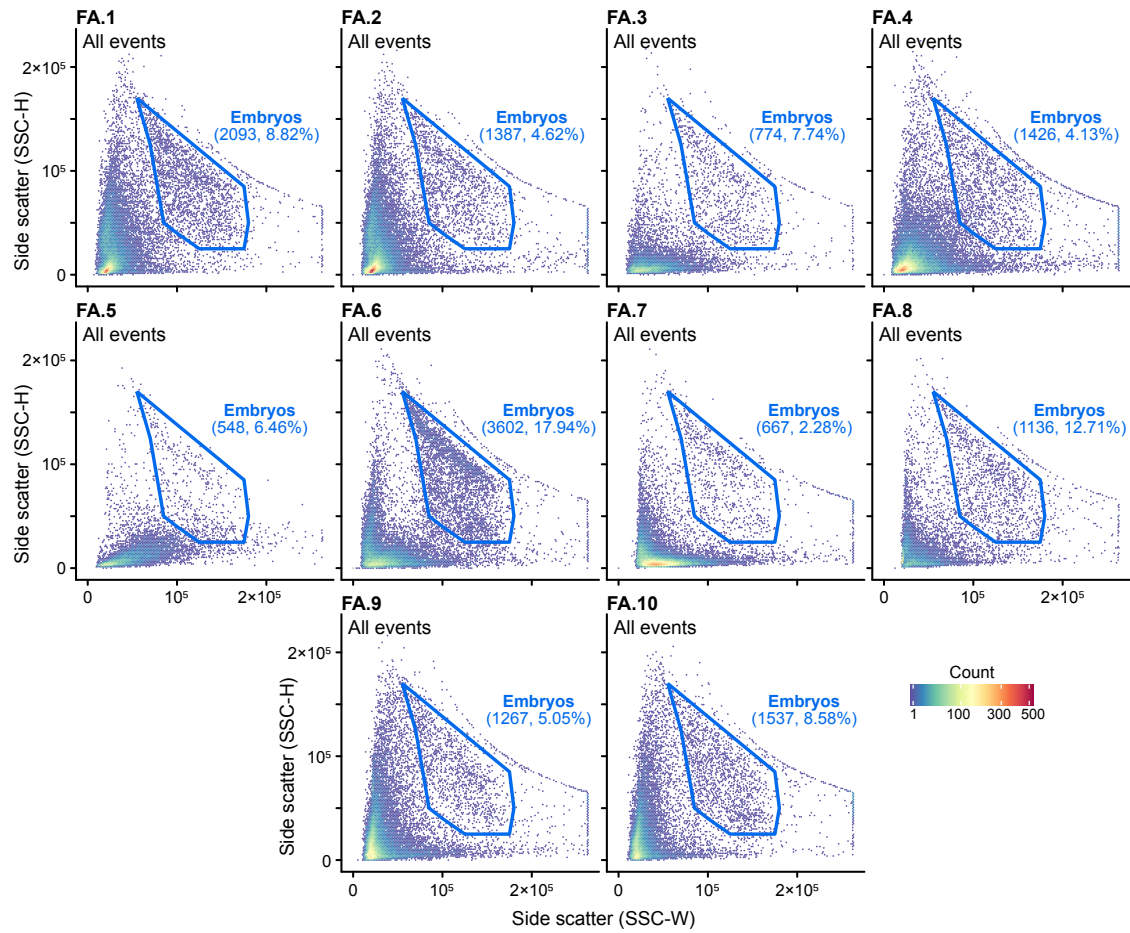 FA.1
All events
Embryos
(2093, 8.82%)
FA.2
All events
Embryos
(1387, 4.62%)
FA.3
All events
Embryos
(774, 7.74%)
FA.4
All events
Embryos
(1426, 4.13%)
Side scatter (SSC-H)
2×10⁵
10⁵
0
FA.5
All events
Embryos
(548, 6.46%)
FA.6
All events
Embryos
(3602, 17.94%)
FA.7
All events
Embryos
(667, 2.28%)
FA.8
All events
Embryos
(1136, 12.71%)
Side scatter (SSC-H)
2×10⁵
10⁵
0
0 10⁵ 2×10⁵
10⁵ 2×10⁵
FA.9
All events
Embryos
(1267, 5.05%)
FA.10
All events
Embryos
(1537, 8.58%)
Side scatter (SSC-H)
2×10⁵
10⁵
0
0 10⁵ 2×10⁵
0 10⁵ 2×10⁵
Side scatter (SSC-W)
Count
1 100 300 500